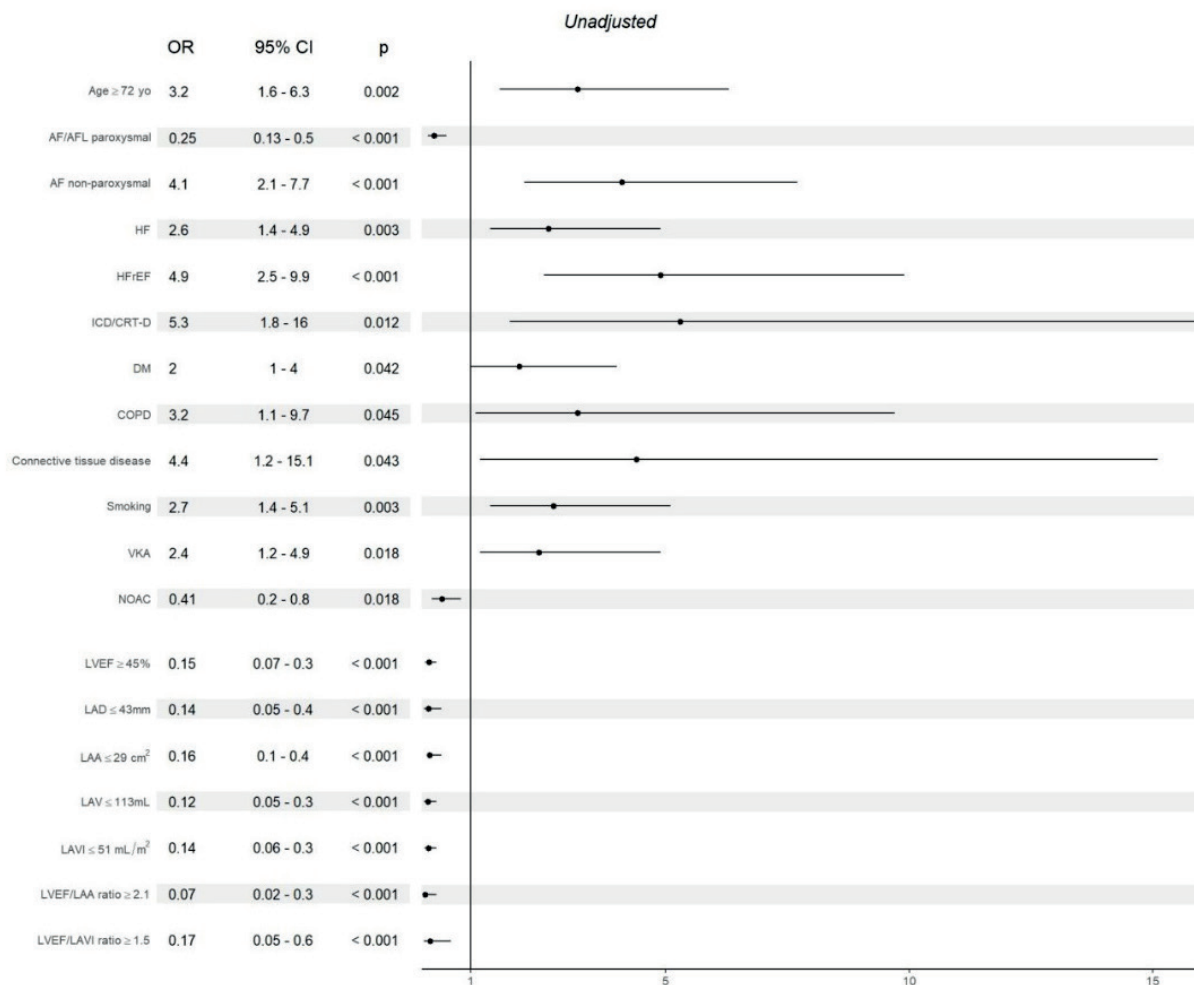 Unadjusted
OR 95% CI p
Age ≥ 72 yo 3.2 1.6 - 6.3 0.002
AF/AFL paroxysmal 0.25 0.13 - 0.5 < 0.001
AF non-paroxysmal 4.1 2.1 - 7.7 < 0.001
HF 2.6 1.4 - 4.9 0.003
HFrEF 4.9 2.5 - 9.9 < 0.001
ICD/CRT-D 5.3 1.8 - 16 0.012
DM 2 1 - 4 0.042
COPD 3.2 1.1 - 9.7 0.045
Connective tissue disease 4.4 1.2 - 15.1 0.043
Smoking 2.7 1.4 - 5.1 0.003
VKA 2.4 1.2 - 4.9 0.018
NOAC 0.41 0.2 - 0.8 0.018
LVEF ≥ 45% 0.15 0.07 - 0.3 < 0.001
LAD ≤ 43mm 0.14 0.05 - 0.4 < 0.001
LAA ≤ 29 cm² 0.16 0.1 - 0.4 < 0.001
LAV ≤ 113mL 0.12 0.05 - 0.3 < 0.001
LAVI ≤ 51 mL/m² 0.14 0.06 - 0.3 < 0.001
LVEF/LAA ratio ≥ 2.1 0.07 0.02 - 0.3 < 0.001
LVEF/LAVI ratio ≥ 1.5 0.17 0.05 - 0.6 < 0.001
1 5 10 15